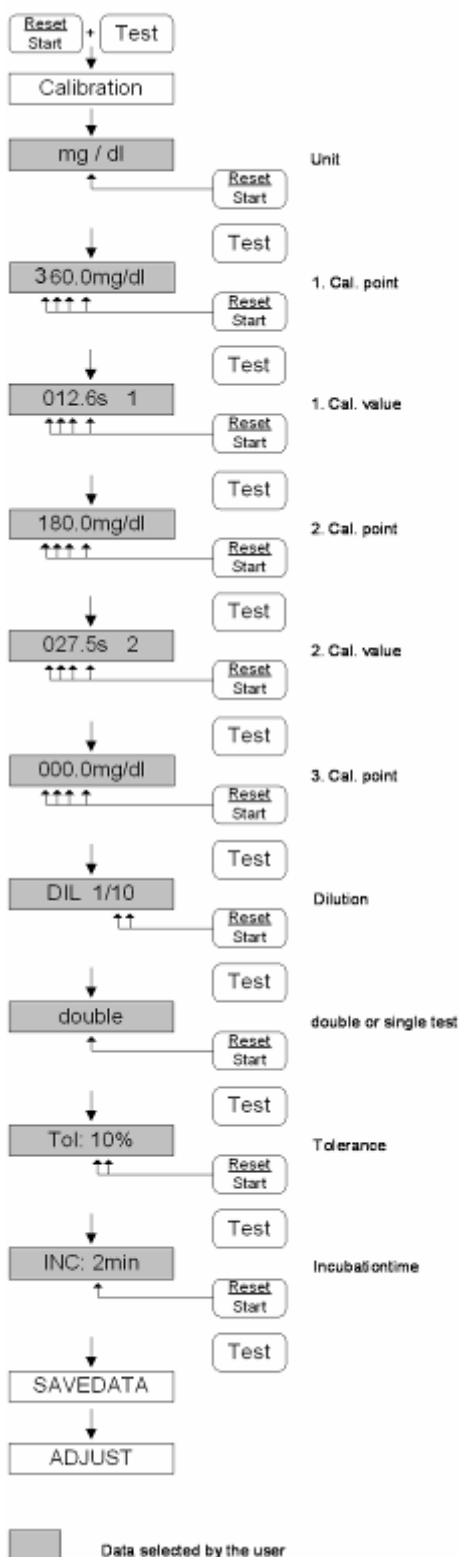 Reset
Start + Test
Calibration
mg / dl
Unit
Reset
Start
Test
360.0mg/dl
1. Cal. point
Reset
Start
Test
012.6s 1
1. Cal. value
Reset
Start
Test
180.0mg/dl
2. Cal. point
Reset
Start
Test
027.5s 2
2. Cal. value
Reset
Start
Test
000.0mg/dl
3. Cal. point
Reset
Start
Test
DIL 1/10
Dilution
Reset
Start
Test
double
double or single test
Reset
Start
Test
Tol: 10%
Tolerance
Reset
Start
Test
INC: 2min
Incubationtime
Reset
Start
Test
SAVEDATA
ADJUST
Data selected by the user